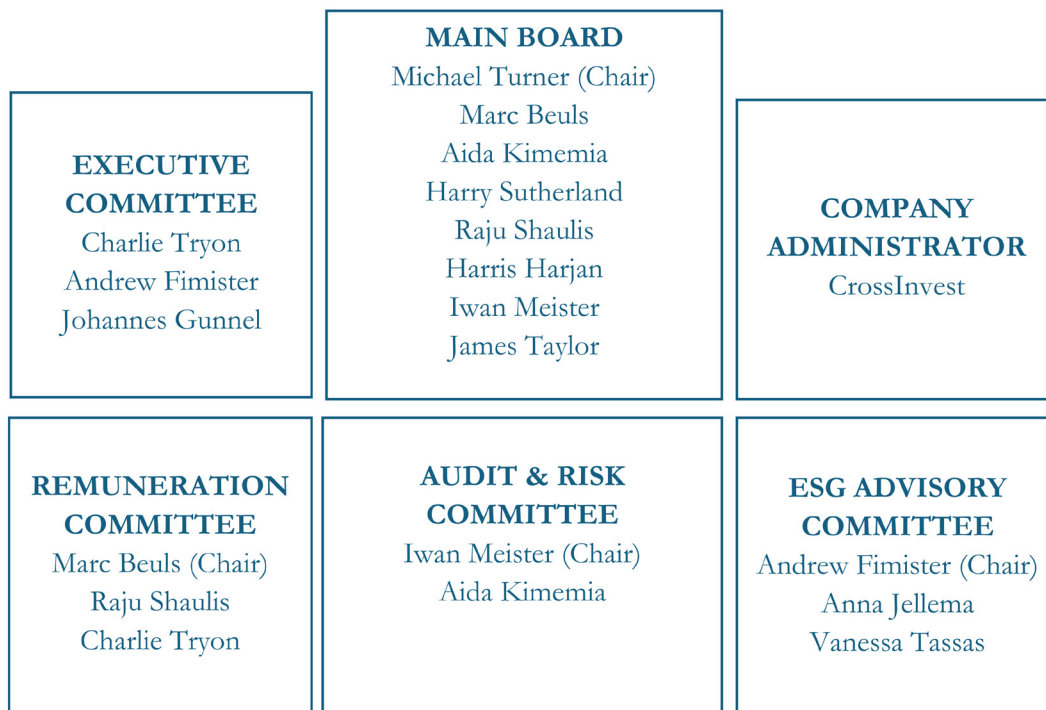 MAIN BOARD
Michael Turner (Chair)
Marc Beuls
Aida Kimemia
Harry Sutherland
Raju Shaulis
Harris Harjan
Iwan Meister
James Taylor
EXECUTIVE
COMMITTEE
Charlie Tryon
Andrew Fimister
Johannes Gunnel
COMPANY
ADMINISTRATOR
CrossInvest
REMUNERATION
COMMITTEE
Marc Beuls (Chair)
Raju Shaulis
Charlie Tryon
AUDIT & RISK
COMMITTEE
Iwan Meister (Chair)
Aida Kimemia
ESG ADVISORY
COMMITTEE
Andrew Fimister (Chair)
Anna Jellema
Vanessa Tassas